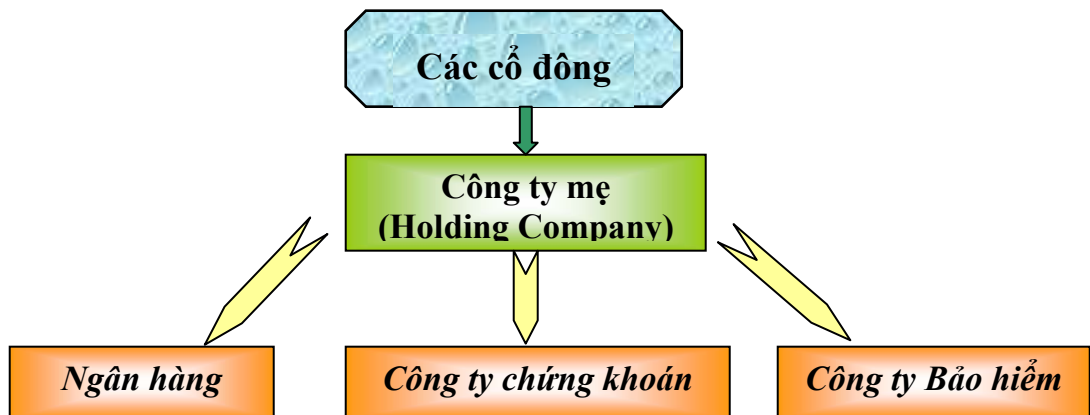 Các cổ đông
Công ty mẹ
(Holding Company)
Ngân hàng
Công ty chứng khoán
Công ty Bảo hiểm